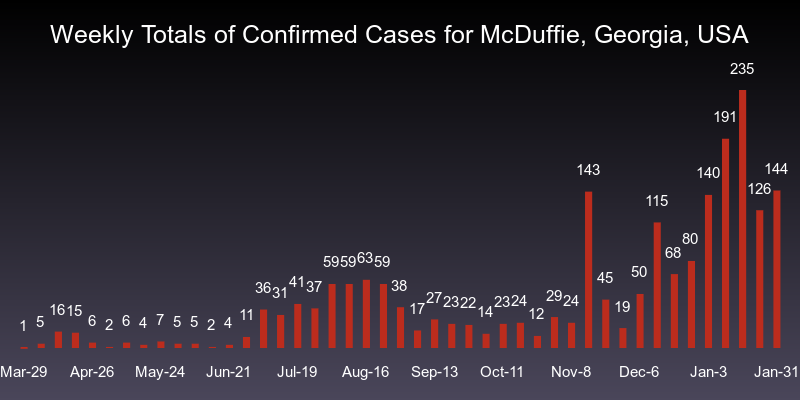 Weekly Totals of Confirmed Cases for McDuffie, Georgia, USA
1 5 16 15 6 2 6 4 7 5 5 2 4 11 36 31 41 37 59 59 63 59 38 17 27 23 22 14 23 24 12 29 24 143 45 19 50 115 68 80 140 191 235 126 144
Mar-29 Apr-26 May-24 Jun-21 Jul-19 Aug-16 Sep-13 Oct-11 Nov-8 Dec-6 Jan-3 Jan-31